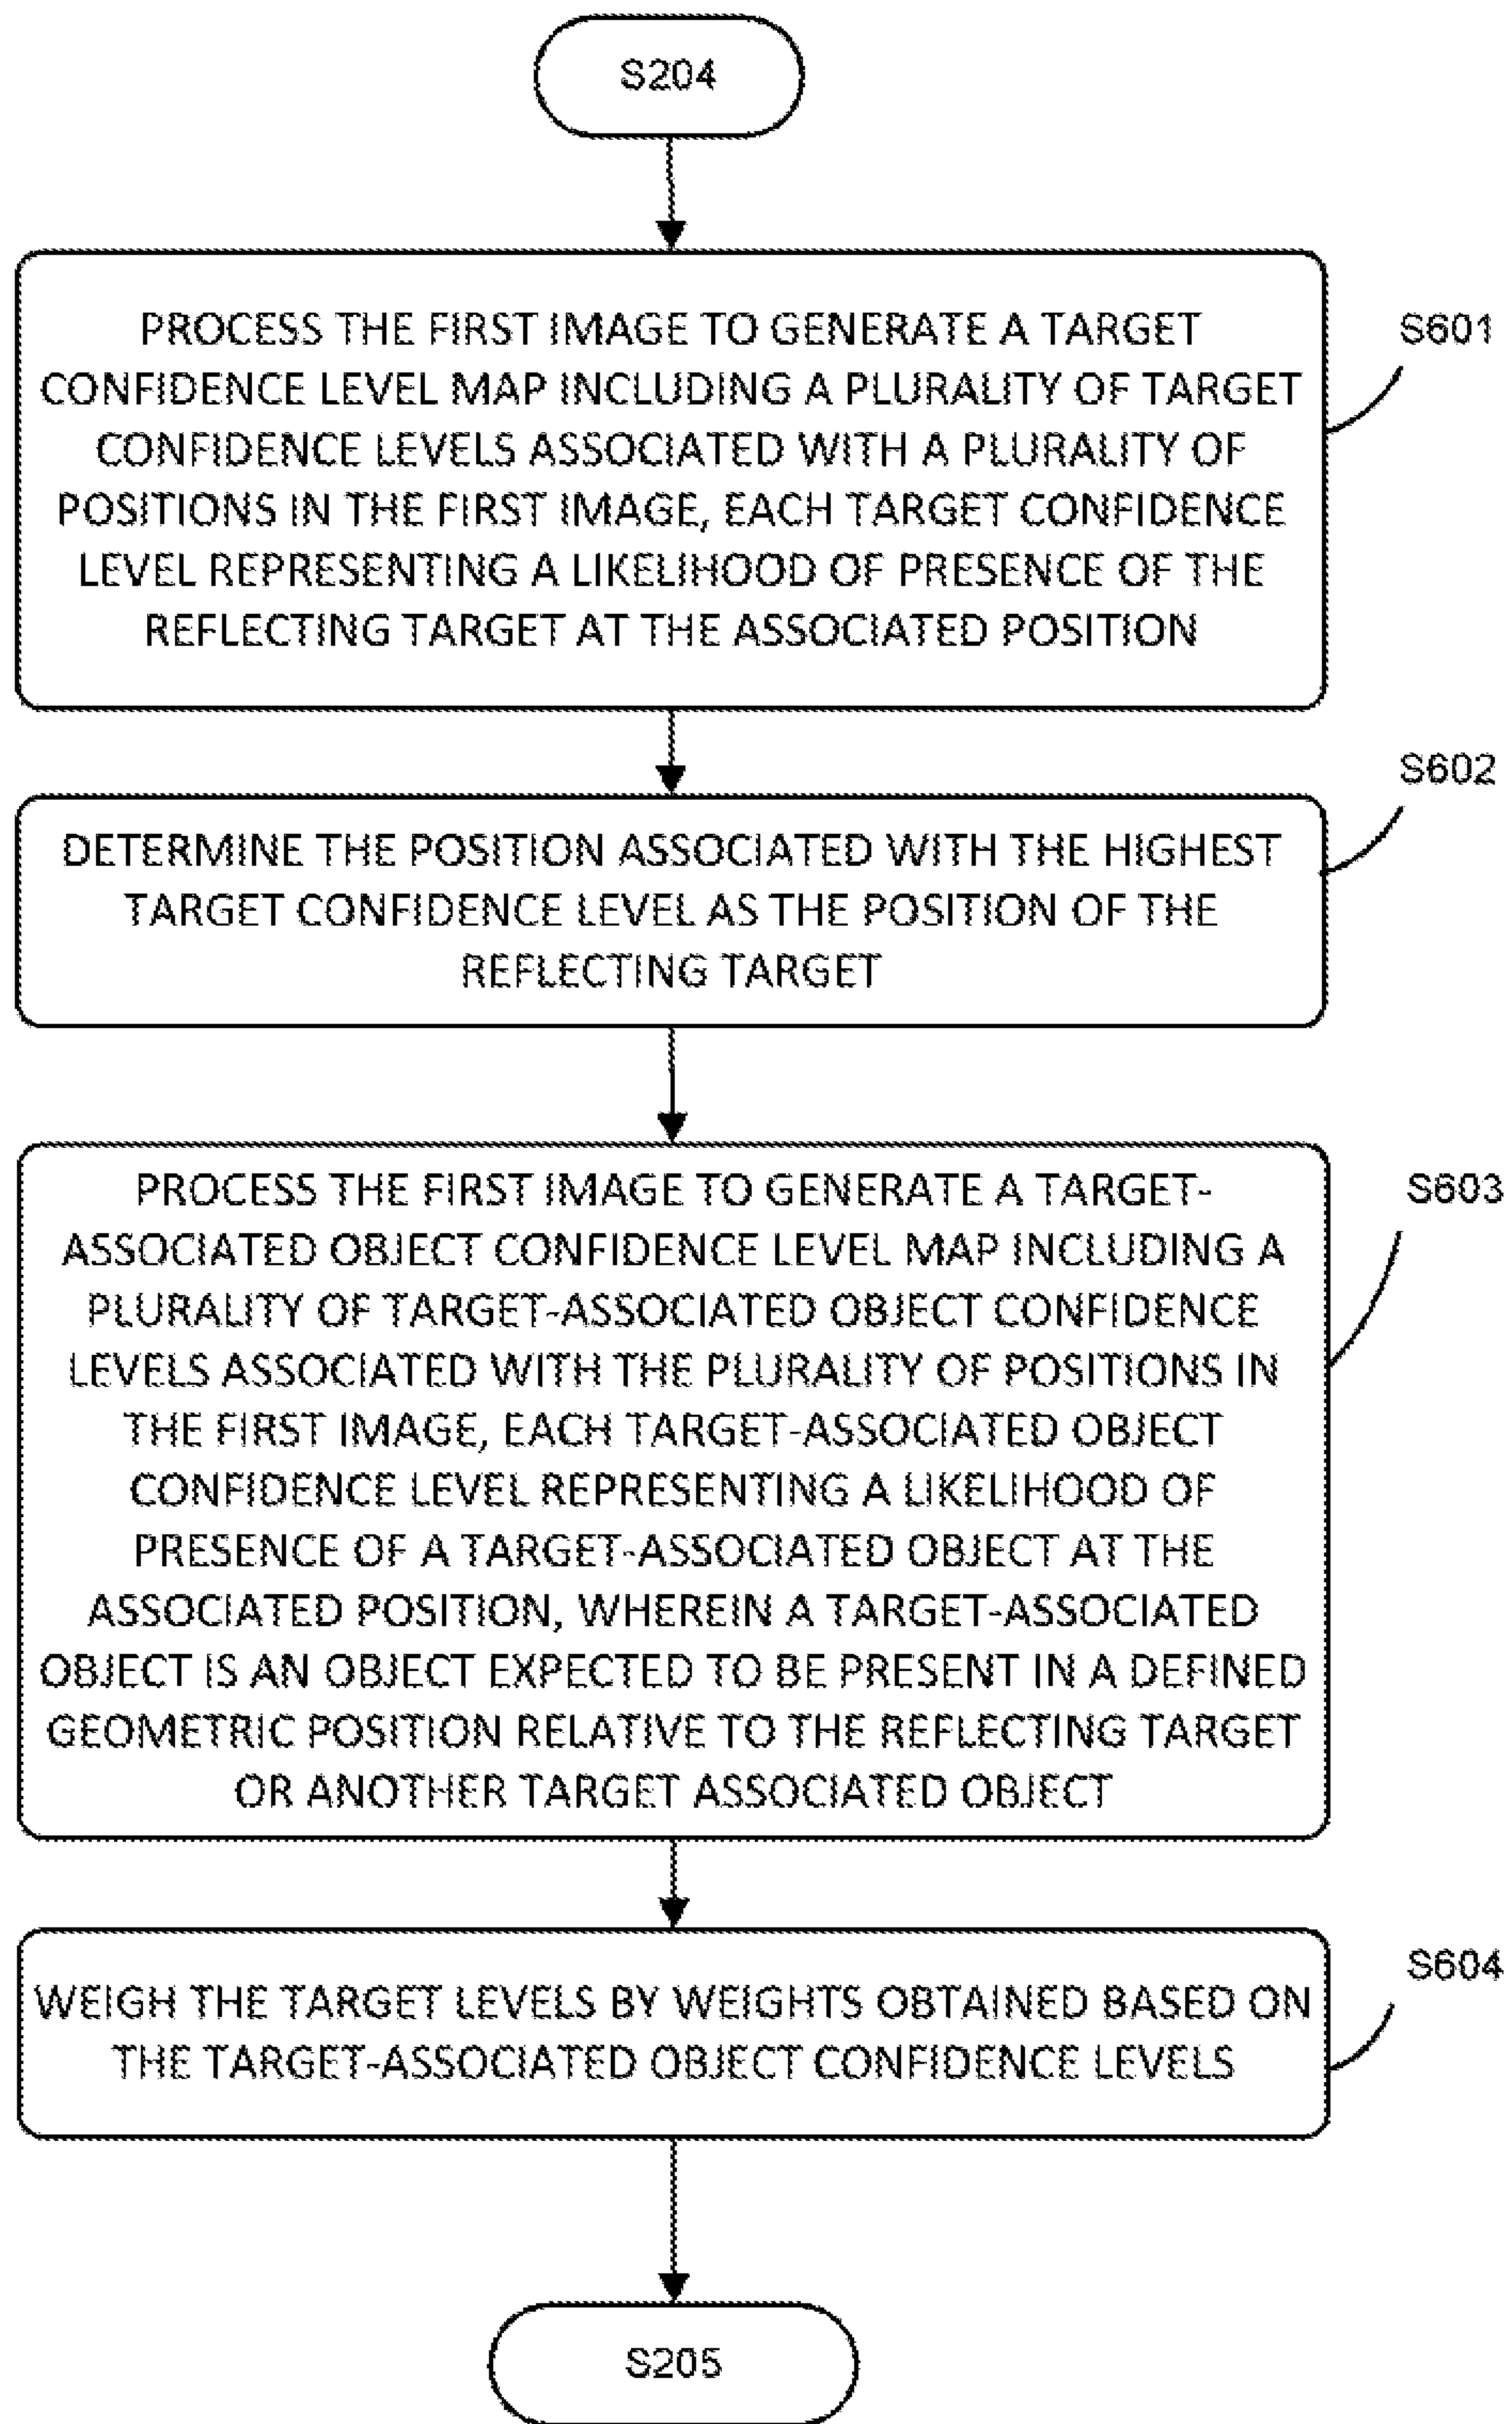 S204
PROCESS THE FIRST IMAGE TO GENERATE A TARGET
CONFIDENCE LEVEL MAP INCLUDING A PLURALITY OF TARGET
CONFIDENCE LEVELS ASSOCIATED WITH A PLURALITY OF
POSITIONS IN THE FIRST IMAGE, EACH TARGET CONFIDENCE
LEVEL REPRESENTING A LIKELIHOOD OF PRESENCE OF THE
REFLECTING TARGET AT THE ASSOCIATED POSITION
S601
DETERMINE THE POSITION ASSOCIATED WITH THE HIGHEST
TARGET CONFIDENCE LEVEL AS THE POSITION OF THE
REFLECTING TARGET
S602
PROCESS THE FIRST IMAGE TO GENERATE A TARGET-
ASSOCIATED OBJECT CONFIDENCE LEVEL MAP INCLUDING A
PLURALITY OF TARGET-ASSOCIATED OBJECT CONFIDENCE
LEVELS ASSOCIATED WITH THE PLURALITY OF POSITIONS IN
THE FIRST IMAGE, EACH TARGET-ASSOCIATED OBJECT
CONFIDENCE LEVEL REPRESENTING A LIKELIHOOD OF
PRESENCE OF A TARGET-ASSOCIATED OBJECT AT THE
ASSOCIATED POSITION, WHEREIN A TARGET-ASSOCIATED
OBJECT IS AN OBJECT EXPECTED TO BE PRESENT IN A DEFINED
GEOMETRIC POSITION RELATIVE TO THE REFLECTING TARGET
OR ANOTHER TARGET ASSOCIATED OBJECT
S603
WEIGH THE TARGET LEVELS BY WEIGHTS OBTAINED BASED ON
THE TARGET-ASSOCIATED OBJECT CONFIDENCE LEVELS
S604
S205